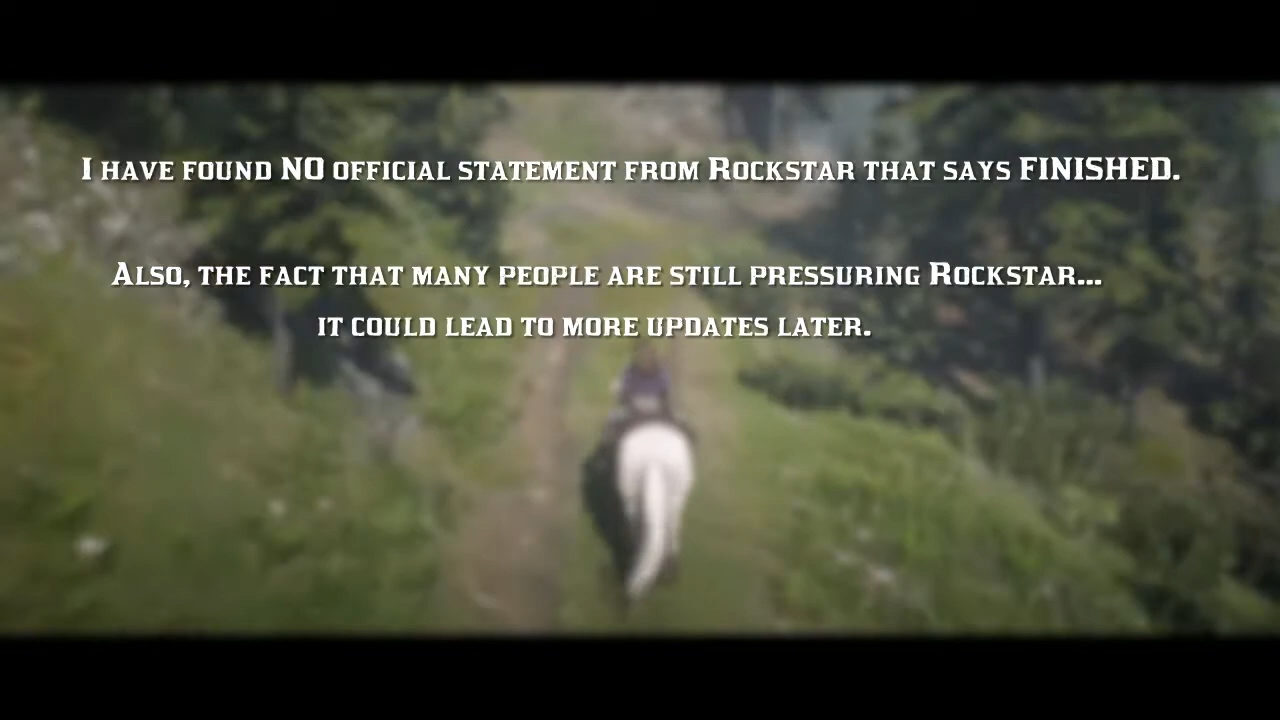 I have found NO official statement from Rockstar that says FINISHED.
Also, the fact that many people are still pressuring Rockstar...
it could lead to more updates later.